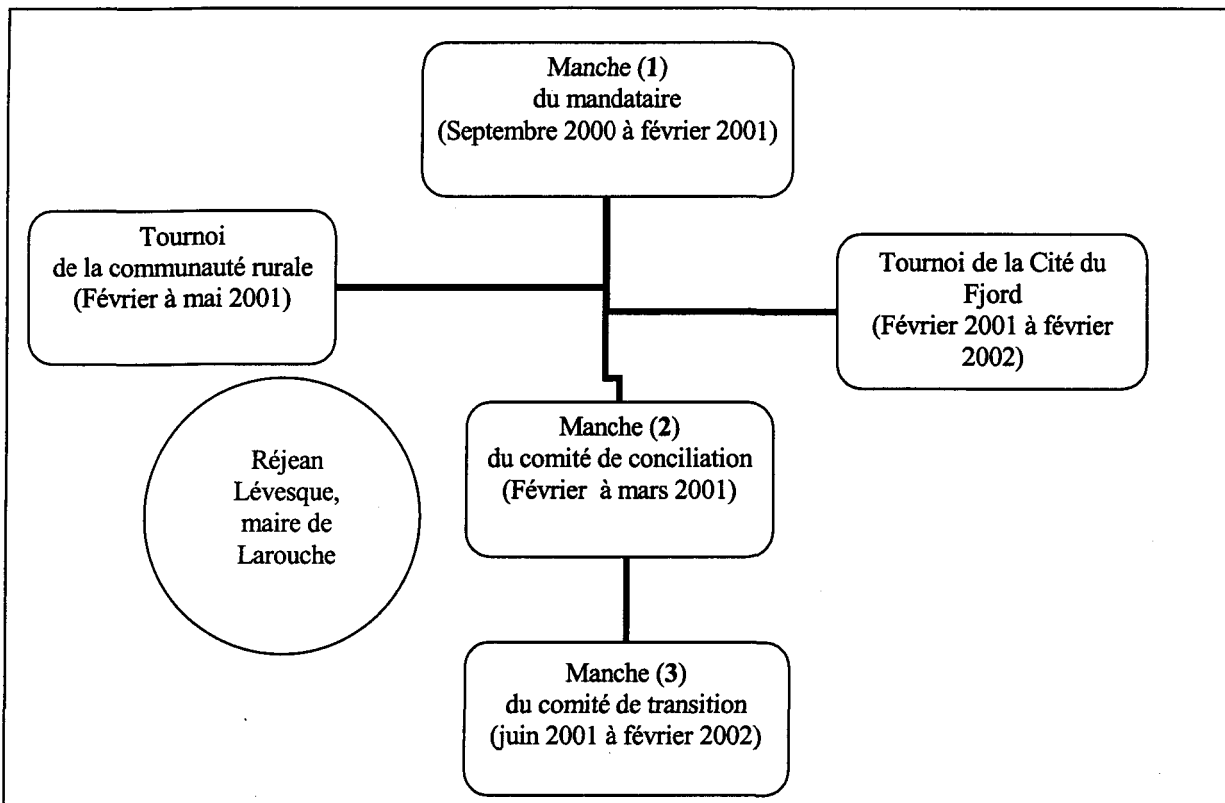 Manche (1)
du mandataire
(Septembre 2000 à février 2001)
Tournoi
de la communauté rurale
(Février à mai 2001)
Tournoi de la Cité du
Fjord
(Février 2001 à février
2002)
Manche (2)
du comité de conciliation
(Février à mars 2001)
Réjean
Lévesque,
maire de
Larouche
Manche (3)
du comité de transition
(juin 2001 à février 2002)